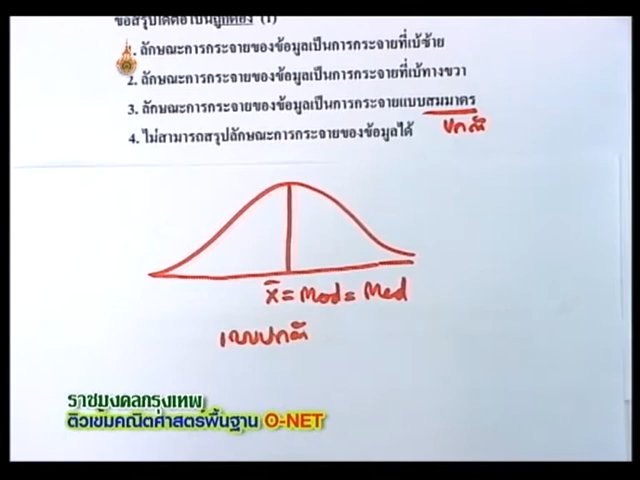 ข้อสรุปใดต่อไปนี้ถูกต้อง (1)
1. ลักษณะการกระจายของข้อมูลเป็นการกระจายที่เบ้ซ้าย
2. ลักษณะการกระจายของข้อมูลเป็นการกระจายที่เบ้ทางขวา
3. ลักษณะการกระจายของข้อมูลเป็นการกระจายแบบสมมาตร
ปกติ
4. ไม่สามารถสรุปลักษณะการกระจายของข้อมูลได้
x̄ = Mod = Med
แบบปกติ
ราชมงคลกรุงเทพ
ติวเข้มคณิตศาสตร์พื้นฐาน O-NET